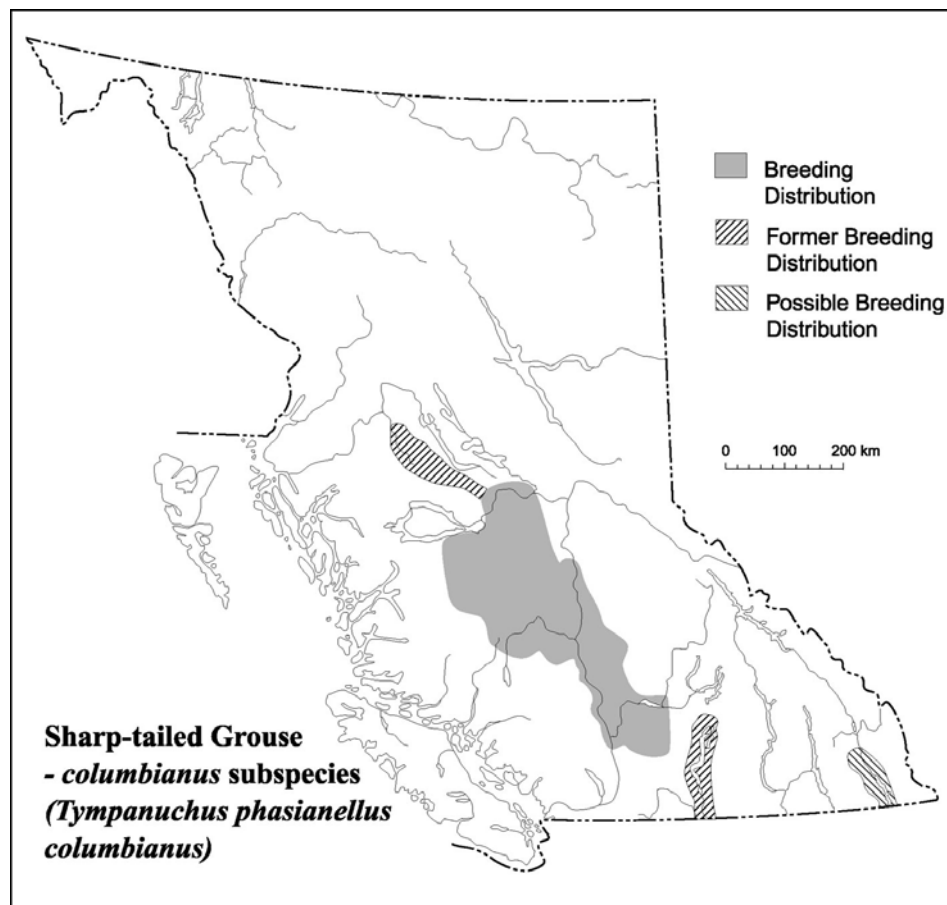 Breeding
Distribution
Former Breeding
Distribution
Possible Breeding
Distribution
0 100 200 km
Sharp-tailed Grouse
- columbianus subspecies
(Tympanuchus phasianellus
columbianus)